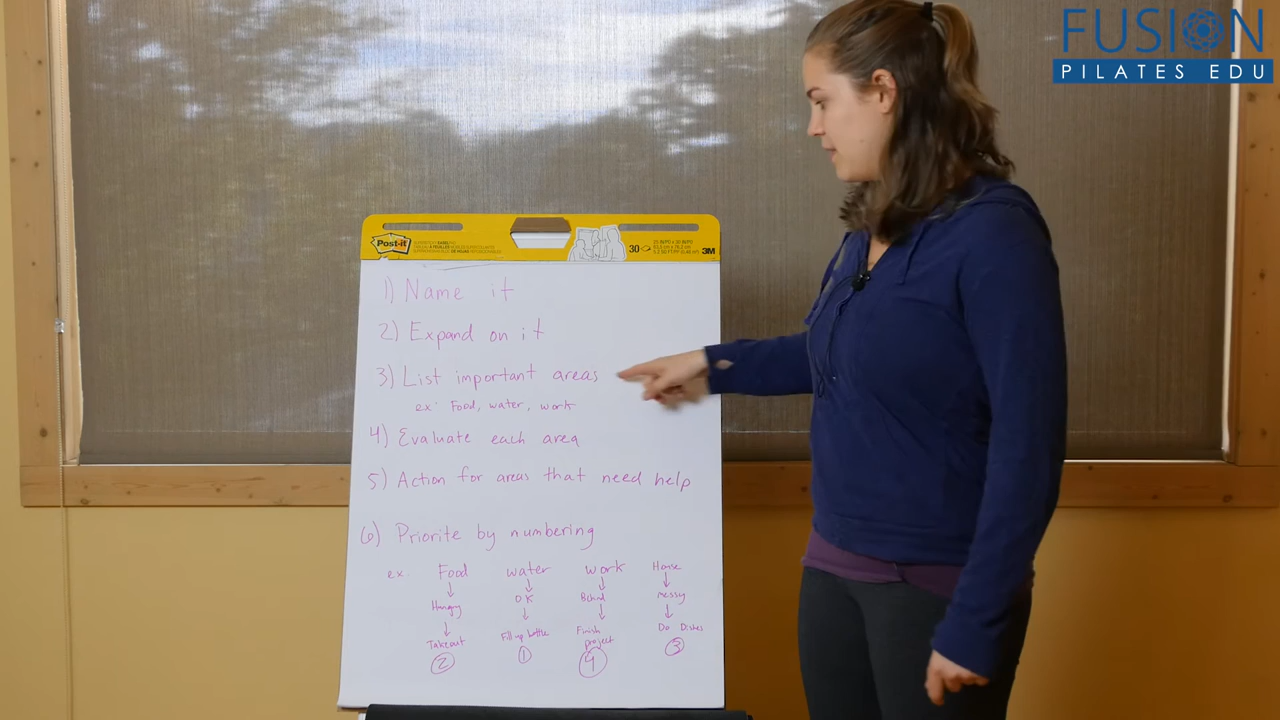 FUSION
PILATES EDU
Post-it
30
3M
1) Name it
2) Expand on it
3) List important areas
ex: Food, water, work
4) Evaluate each area
5) Action for areas that need help
6) Priorite by numbering
ex. Food water work House
Hungry OK Behind messy
Takeout Fill up bottle Finish project Do Dishes
2 1 4 3